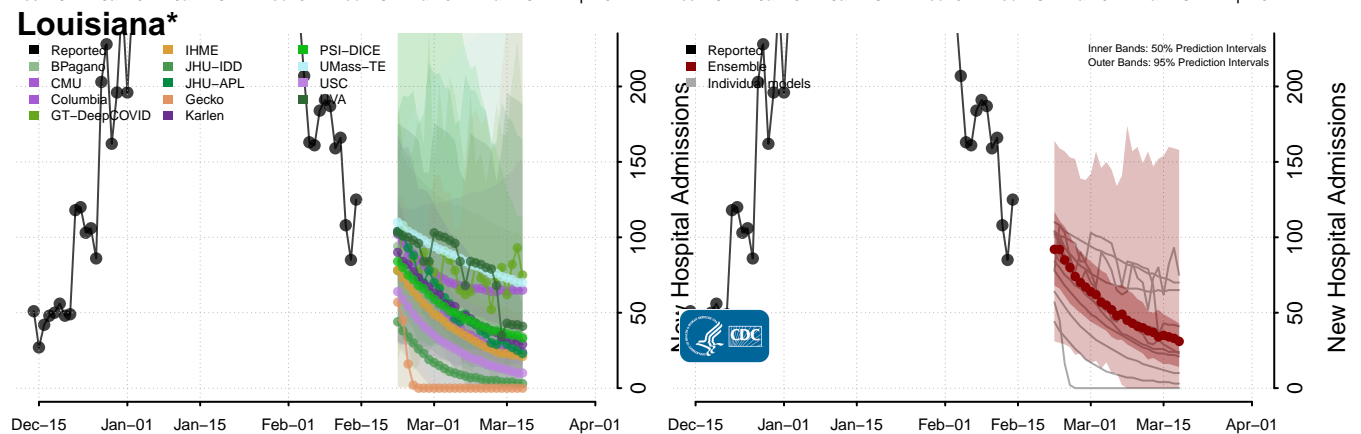 Louisiana*
Reported
BPagano
CMU
Columbia
GT−DeepCOVID
IHME
JHU−IDD
JHU−APL
Gecko
Karlen
PSI−DICE
UMass−TE
USC
UVA
0
50
100
150
200
New Hospital Admissions
Dec−15
Jan−01
Jan−15
Feb−01
Feb−15
Mar−01
Mar−15
Apr−01
Reported
Ensemble
Individual models
Inner Bands: 50% Prediction Intervals
Outer Bands: 95% Prediction Intervals
CDC
0
50
100
150
200
New Hospital Admissions
Dec−15
Jan−01
Jan−15
Feb−01
Feb−15
Mar−01
Mar−15
Apr−01